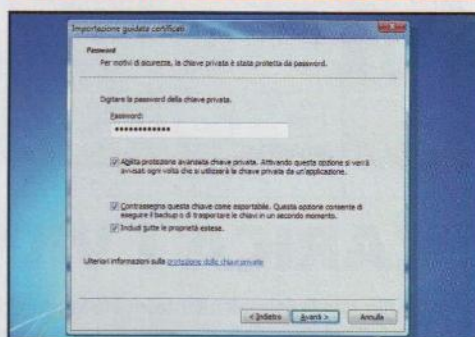 Importazione guidata certificati
Password
Per motivi di sicurezza, la chiave privata è stata protetta da password.
Digitare la password della chiave privata.
Password:
••••••••••••
Abilita protezione avanzata chiave privata. Attivando questa opzione si verrà
avvisati ogni volta che si utilizzerà la chiave privata da un'applicazione.
Contrassegna questa chiave come esportabile. Questa opzione consente di
eseguire il backup o di trasportare le chiavi in un secondo momento.
Includi tutte le proprietà estese.
Ulteriori informazioni sulla protezione delle chiavi private
< Indietro
Avanti >
Annulla